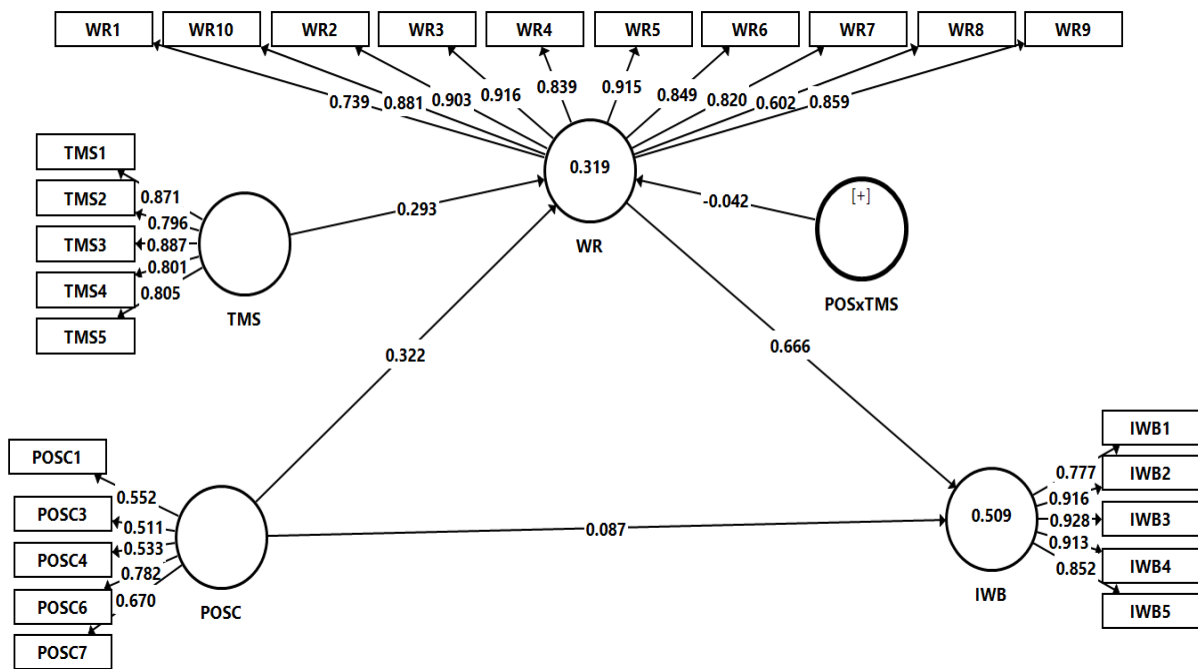 WR1 WR10 WR2 WR3 WR4 WR5 WR6 WR7 WR8 WR9
0.739 0.881 0.903 0.916 0.839 0.915 0.849 0.820 0.602 0.859
TMS1
TMS2
TMS3
TMS4
TMS5
0.871
0.796
0.887
0.801
0.805
TMS
0.293
0.319
WR
-0.042
[+]
POSxTMS
0.322
0.666
POSC1
POSC3
POSC4
POSC6
POSC7
0.552
0.511
0.533
0.782
0.670
POSC
0.087
0.509
IWB
0.777
0.916
0.928
0.913
0.852
IWB1
IWB2
IWB3
IWB4
IWB5